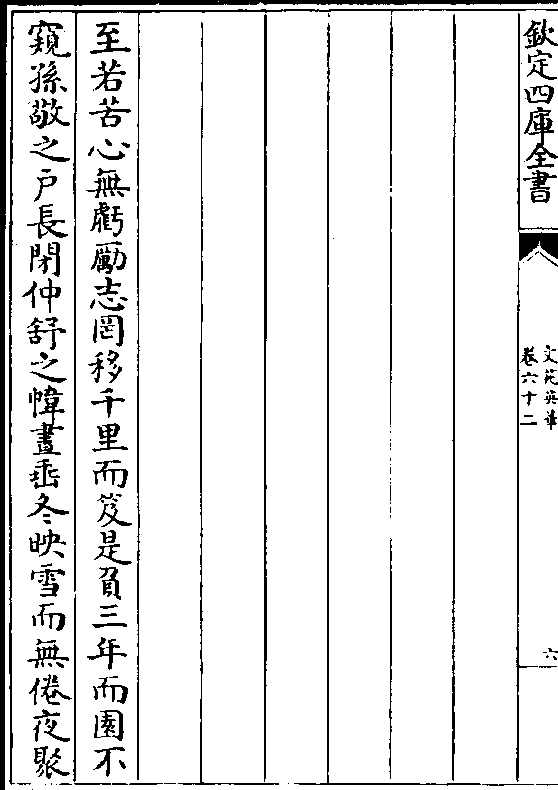 欽定四庫全書
文苑英華
卷六十二
六
至若苦心無虧勵志罔移千里而笈是負三年而園不
窺孫敬之戸長閉仲舒之幃晝垂冬映雪而無倦夜聚